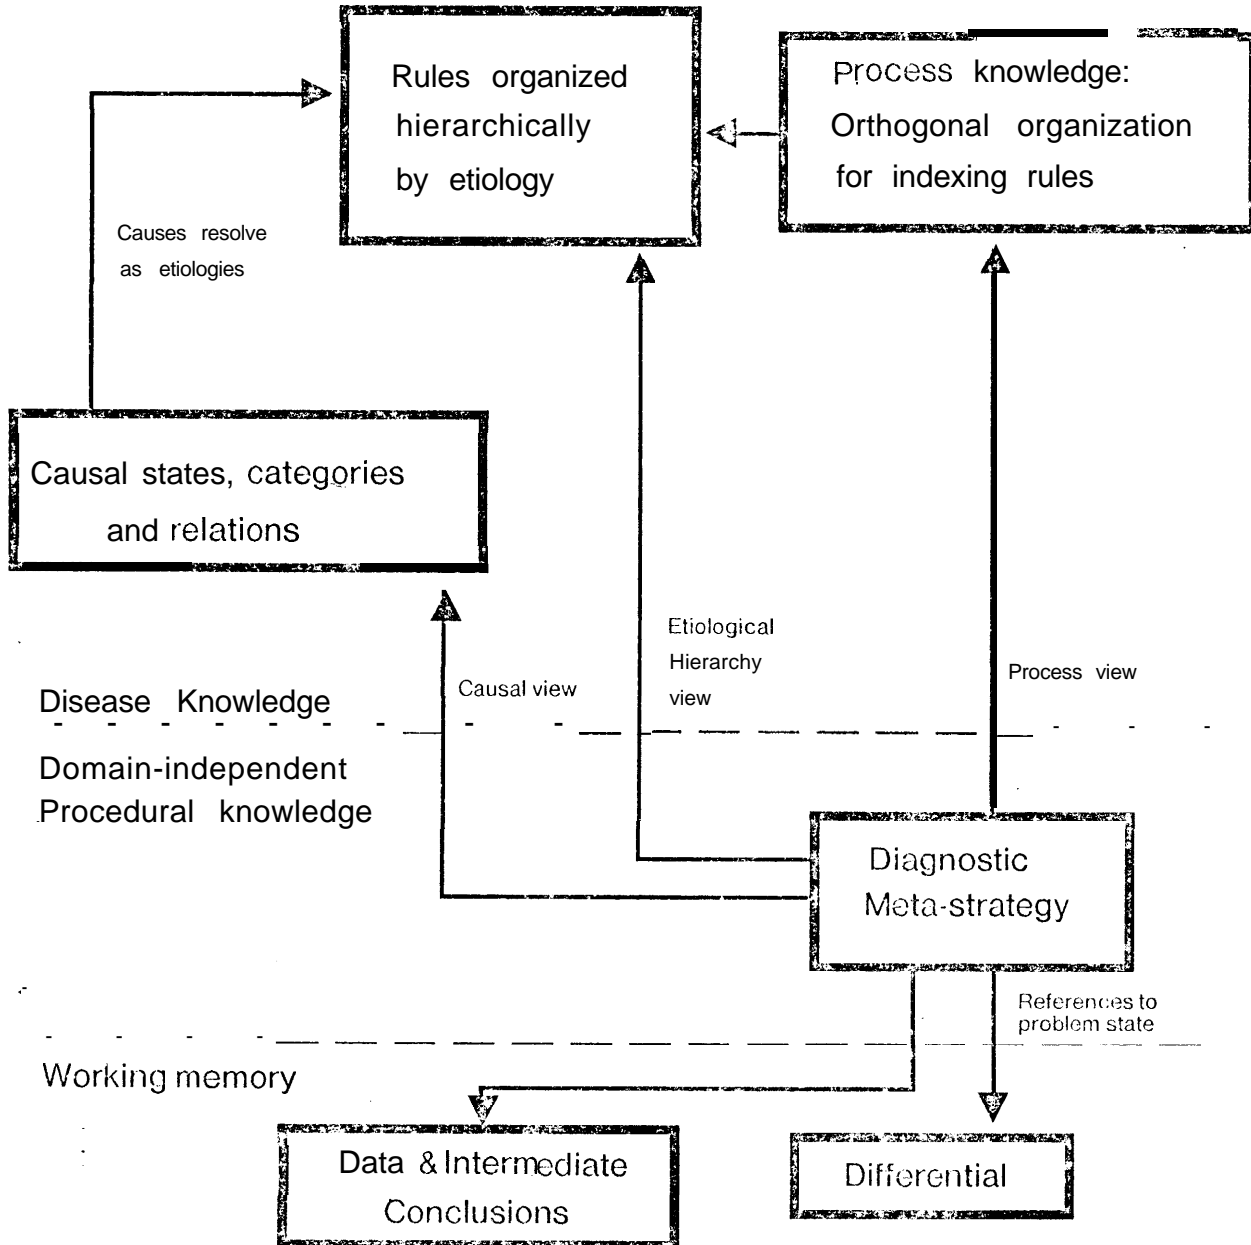 Rules organized
hierarchically
by etiology
Process knowledge:
Orthogonal organization
for indexing rules
Causes resolve
as etiologies
Causal states, categories
and relations
Etiological
Hierarchy
view
Causal view
Process view
Disease Knowledge
Domain-independent
Procedural knowledge
Diagnostic
Meta-strategy
References to
problem state
Working memory
Data & Intermediate
Conclusions
Differential